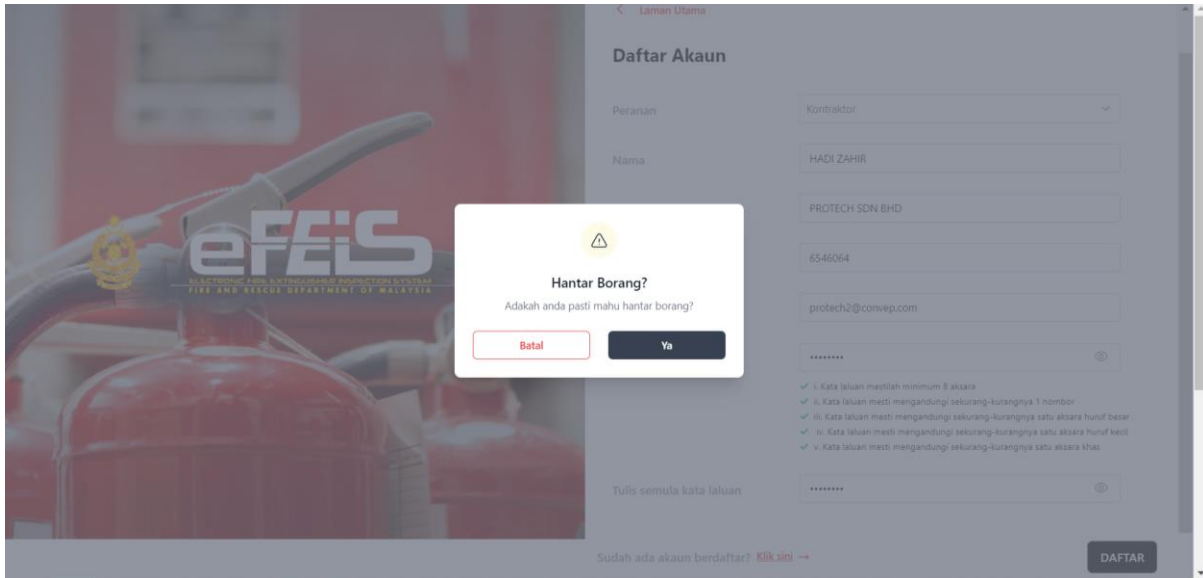 Laman Utama
Daftar Akaun
Peranan
Kontraktor
Nama
HADI ZAHIR
PROTECH SDN BHD
6546064
protech2@convep.com
i. Kata laluan mestilah minimum 8 aksara
ii. Kata laluan mesti mengandungi sekurang-kurangnya 1 nombor
iii. Kata laluan mesti mengandungi sekurang-kurangnya satu aksara huruf besar
iv. Kata laluan mesti mengandungi sekurang-kurangnya satu aksara huruf kecil
v. Kata laluan mesti mengandungi sekurang-kurangnya satu aksara khas
Tulis semula kata laluan
Sudah ada akaun berdaftar? Klik sini →
DAFTAR
eFEIS
ELECTRONIC FIRE EXTINGUISHER INSPECTION SYSTEM
FIRE AND RESCUE DEPARTMENT OF MALAYSIA
Hantar Borang?
Adakah anda pasti mahu hantar borang?
Batal
Ya